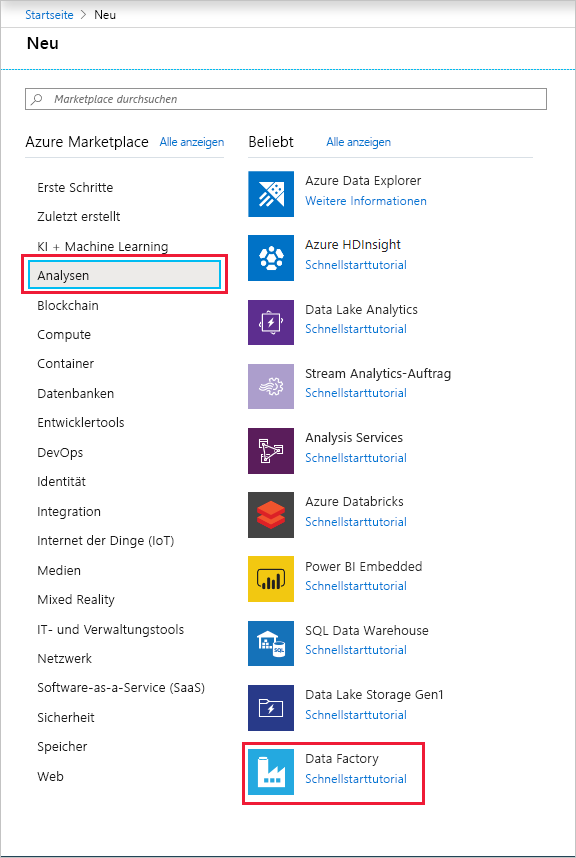 Startseite > Neu
Neu
Marketplace durchsuchen
Azure Marketplace Alle anzeigen
Erste Schritte
Zuletzt erstellt
KI + Machine Learning
Analysen
Blockchain
Compute
Container
Datenbanken
Entwicklertools
DevOps
Identität
Integration
Internet der Dinge (IoT)
Medien
Mixed Reality
IT- und Verwaltungstools
Netzwerk
Software-as-a-Service (SaaS)
Sicherheit
Speicher
Web
Beliebt Alle anzeigen
Azure Data Explorer
Weitere Informationen
Azure HDInsight
Schnellstarttutorial
Data Lake Analytics
Schnellstarttutorial
Stream Analytics-Auftrag
Schnellstarttutorial
Analysis Services
Schnellstarttutorial
Azure Databricks
Schnellstarttutorial
Power BI Embedded
Schnellstarttutorial
SQL
SQL Data Warehouse
Schnellstarttutorial
Data Lake Storage Gen1
Schnellstarttutorial
Data Factory
Schnellstarttutorial